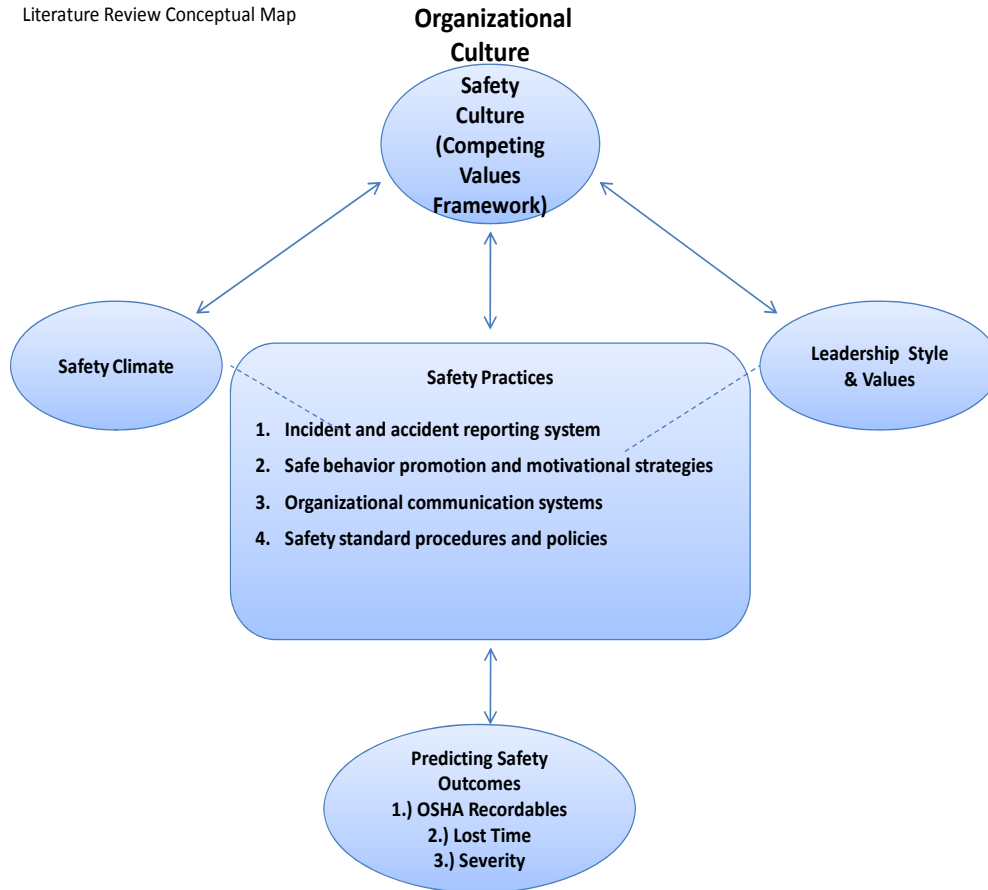 Literature Review Conceptual Map
Organizational
Culture
Safety
Culture
(Competing
Values
Framework)
Safety Climate
Leadership Style
& Values
Safety Practices
1. Incident and accident reporting system
2. Safe behavior promotion and motivational strategies
3. Organizational communication systems
4. Safety standard procedures and policies
Predicting Safety
Outcomes
1.) OSHA Recordables
2.) Lost Time
3.) Severity